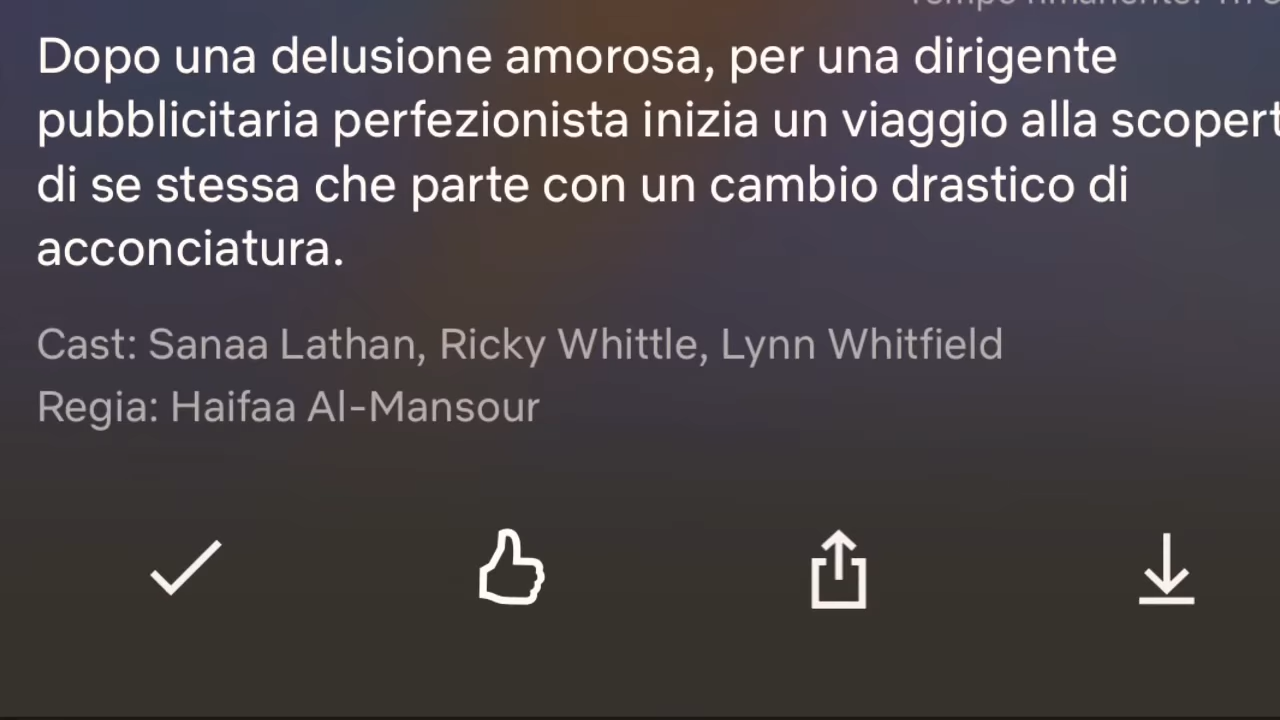 Dopo una delusione amorosa, per una dirigente
pubblicitaria perfezionista inizia un viaggio alla scopert
di se stessa che parte con un cambio drastico di
acconciatura.
Cast: Sanaa Lathan, Ricky Whittle, Lynn Whitfield
Regia: Haifaa Al-Mansour